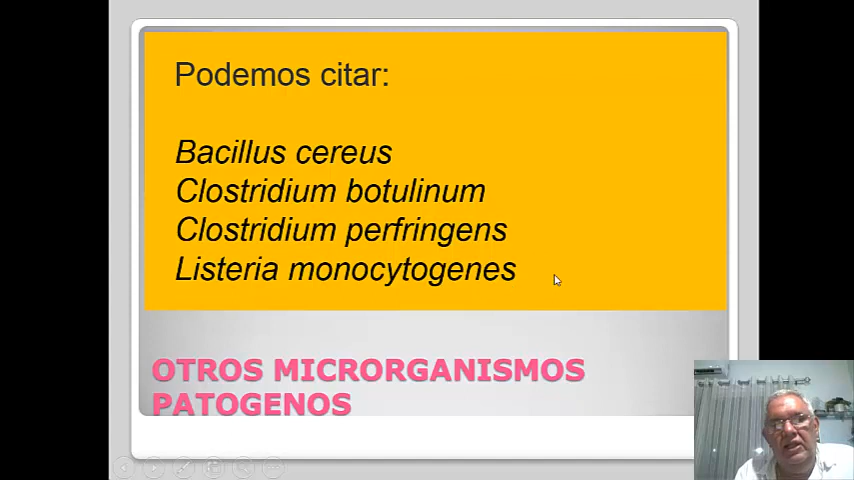 Podemos citar:
Bacillus cereus
Clostridium botulinum
Clostridium perfringens
Listeria monocytogenes
OTROS MICRORGANISMOS
PATOGENOS